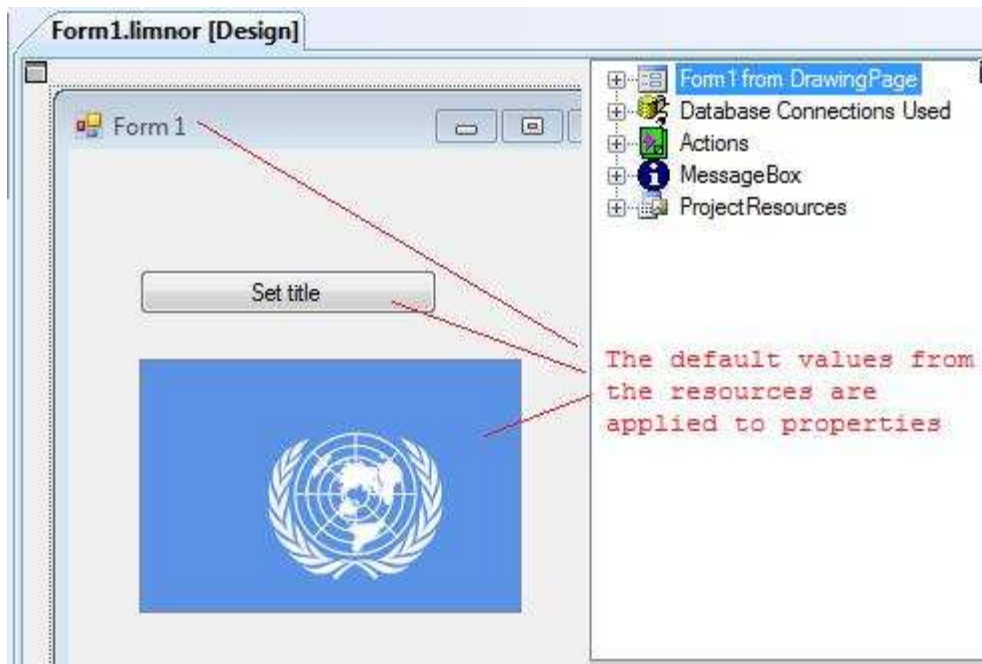 Form1.limnor [Design]
Form 1
Set title
Form1 from DrawingPage
Database Connections Used
Actions
MessageBox
ProjectResources
The default values from
the resources are
applied to properties